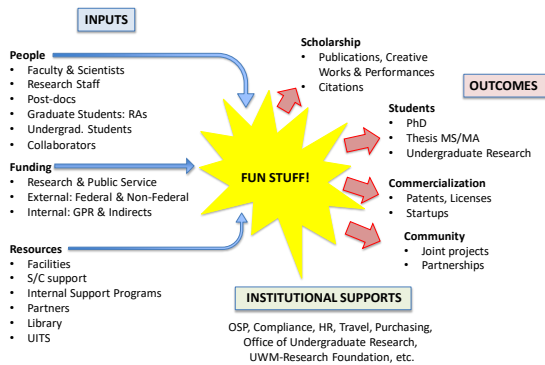 INPUTS
People
• Faculty & Scientists
• Research Staff
• Post-docs
• Graduate Students: RAs
• Undergrad. Students
• Collaborators
Funding
• Research & Public Service
• External: Federal & Non-Federal
• Internal: GPR & Indirects
Resources
• Facilities
• S/C support
• Internal Support Programs
• Partners
• Library
• UITS
FUN STUFF!
Scholarship
• Publications, Creative
Works & Performances
• Citations
OUTCOMES
Students
• PhD
• Thesis MS/MA
• Undergraduate Research
Commercialization
• Patents, Licenses
• Startups
Community
• Joint projects
• Partnerships
INSTITUTIONAL SUPPORTS
OSP, Compliance, HR, Travel, Purchasing,
Office of Undergraduate Research,
UWM-Research Foundation, etc.